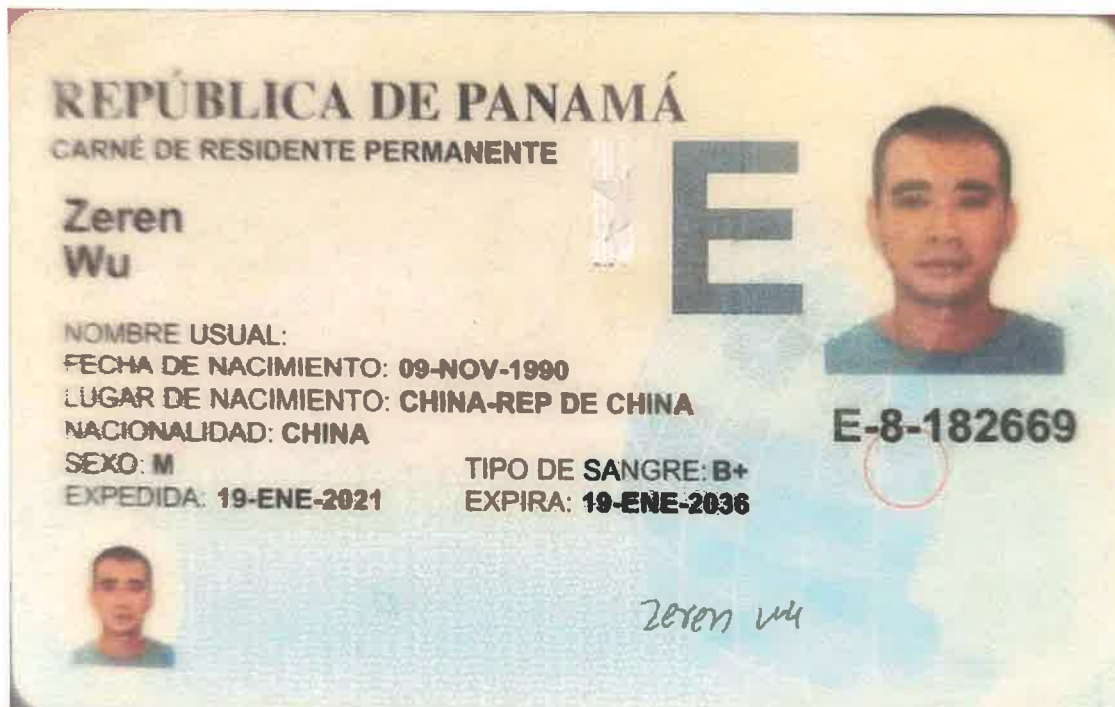 REPÚBLICA DE PANAMÁ
CARNÉ DE RESIDENTE PERMANENTE
E
Zeren
Wu
NOMBRE USUAL:
FECHA DE NACIMIENTO: 09-NOV-1990
LUGAR DE NACIMIENTO: CHINA-REP DE CHINA
NACIONALIDAD: CHINA
SEXO: M TIPO DE SANGRE: B+
EXPEDIDA: 19-ENE-2021 EXPIRA: 19-ENE-2036
E-8-182669
Zeren Wu